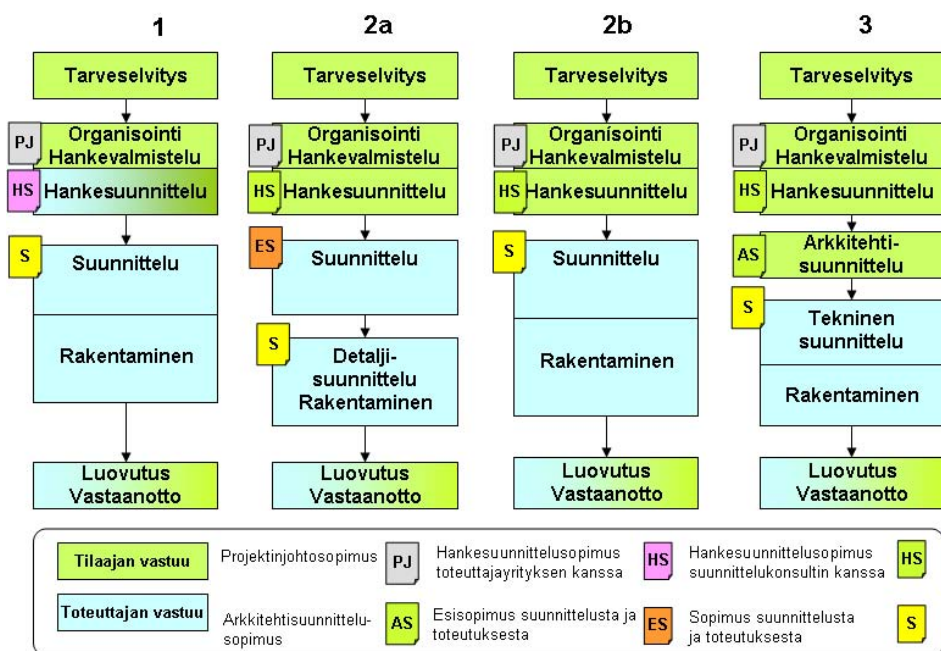 1
2a
2b
3
Tarveselvitys
Tarveselvitys
Tarveselvitys
Tarveselvitys
PJ
Organisointi
Hankevalmistelu
PJ
Organisointi
Hankevalmistelu
PJ
Organísointi
Hankevalmistelu
PJ
Organisointi
Hankevalmistelu
HS
Hankesuunnittelu
HS
Hankesuunnittelu
HS
Hankesuunnittelu
HS
Hankesuunnittelu
S
Suunnittelu
ES
Suunnittelu
S
Suunnittelu
AS
Arkkitehti-
suunnittelu
Rakentaminen
S
Detalji-
suunnittelu
Rakentaminen
Rakentaminen
S
Tekninen
suunnittelu
Rakentaminen
Luovutus
Vastaanotto
Luovutus
Vastaanotto
Luovutus
Vastaanotto
Luovutus
Vastaanotto
Tilaajan vastuu
Projektinjohtosopimus
PJ
Hankesuunnittelusopimus
toteuttajayrityksen kanssa
HS
Hankesuunnittelusopimus
suunnittelukonsultin kanssa
HS
Toteuttajan vastuu
Arkkitehtisuunnittelu-
sopimus
AS
Esisopimus suunnittelusta ja
toteutuksesta
ES
Sopimus suunnittelusta
ja toteutuksesta
S